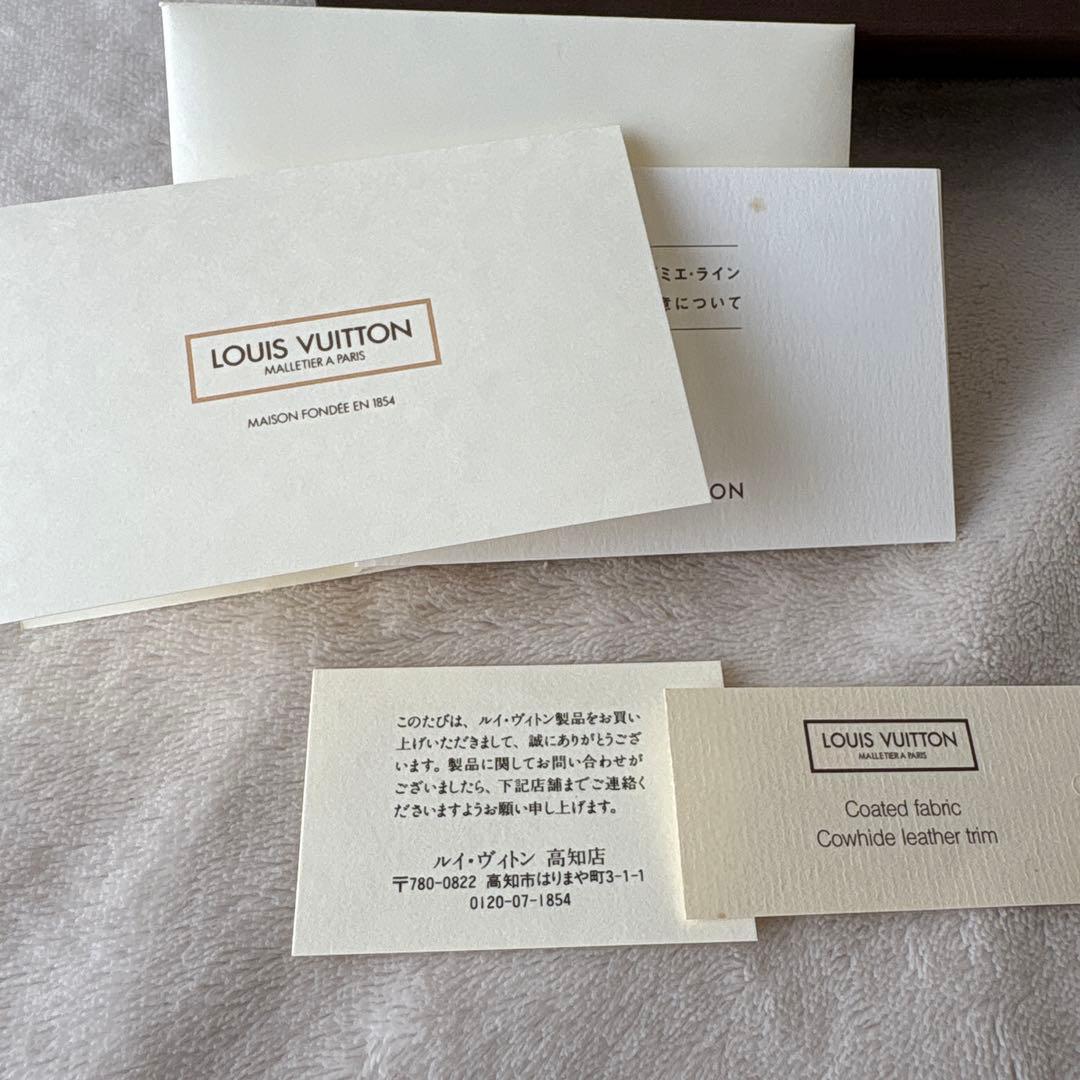 LOUIS VUITTON
MALLETIER A PARIS
MAISON FONDÉE EN 1854
ミエ・ライン
について
ON
このたびは、ルイ・ヴィトン製品をお買い
上げいただきまして、誠にありがとうござ
います。製品に関してお問い合わせが
ございましたら、下記店舗までご連絡く
ださいますようお願い申し上げます。
ルイ・ヴィトン 高知店
〒780-0822 高知市はりまや町3-1-1
0120-07-1854
LOUIS VUITTON
MALLETIER A PARIS
Coated fabric
Cowhide leather trim